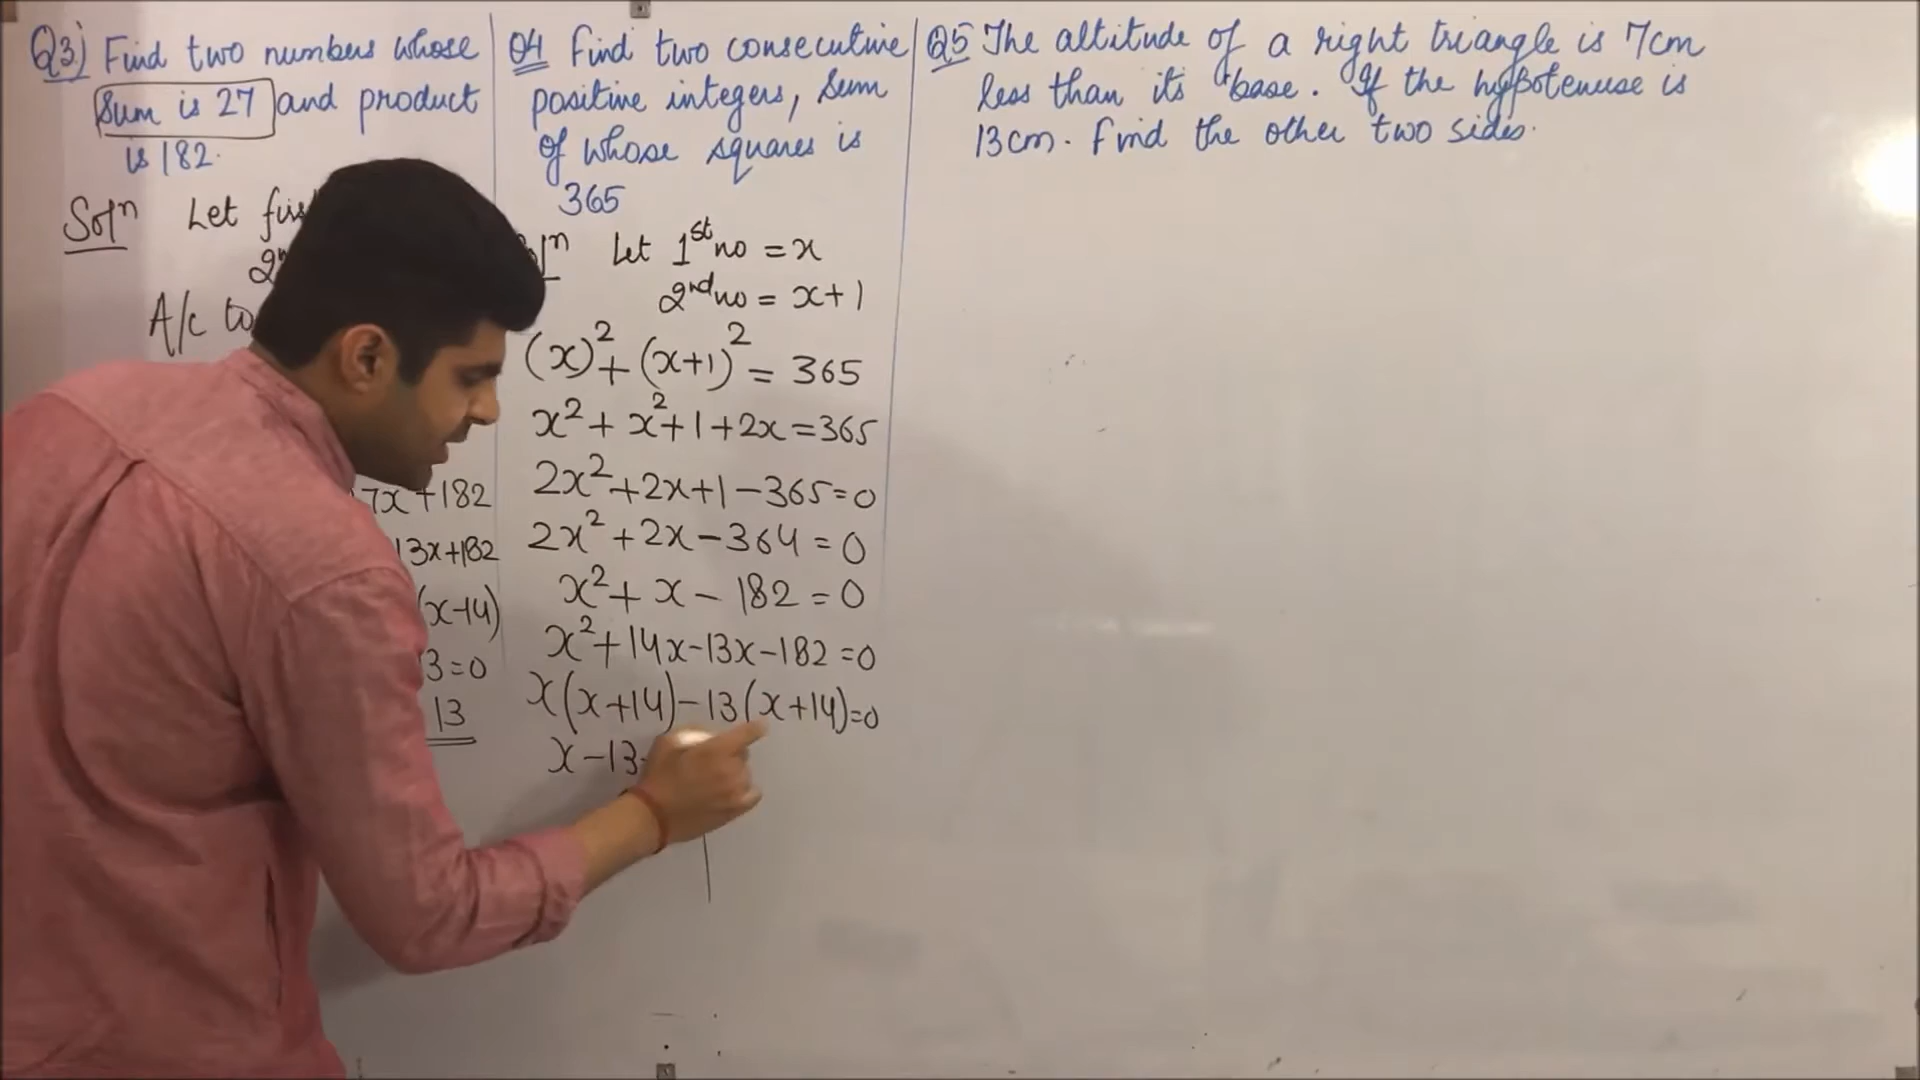 Q3) Find two numbers whose
Sum is 27 and product
is 182.
Solⁿ Let
A/c to
7x+182
13x+182
(x-14)
3=0
13
Q4 Find two consecutive
positive integers, sum
of whose squares is
365
Let 1st no = x
2nd no = x+1
(x)²+(x+1)² = 365
x²+x²+1+2x=365
2x²+2x+1-365=0
2x²+2x-364=0
x²+x-182=0
x²+14x-13x-182=0
x(x+14)-13(x+14)=0
x-13
Q5 The altitude of a right triangle is 7cm
less than its base. If the hypotenuse is
13cm. Find the other two sides.